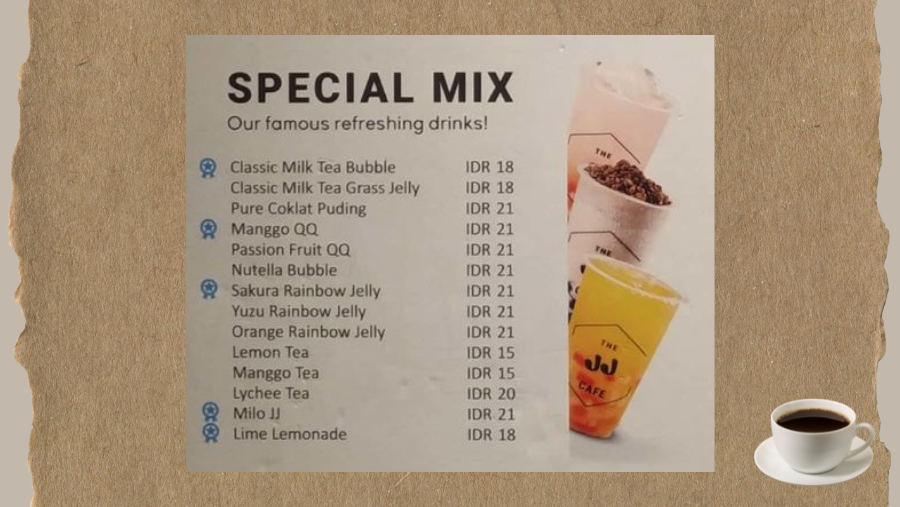 SPECIAL MIX
Our famous refreshing drinks!
Classic Milk Tea Bubble IDR 18
Classic Milk Tea Grass Jelly IDR 18
Pure Coklat Puding IDR 21
Manggo QQ IDR 21
Passion Fruit QQ IDR 21
Nutella Bubble IDR 21
Sakura Rainbow Jelly IDR 21
Yuzu Rainbow Jelly IDR 21
Orange Rainbow Jelly IDR 21
Lemon Tea IDR 15
Manggo Tea IDR 15
Lychee Tea IDR 20
Milo JJ IDR 21
Lime Lemonade IDR 18
THE
THE
THE
JJ
CAFE